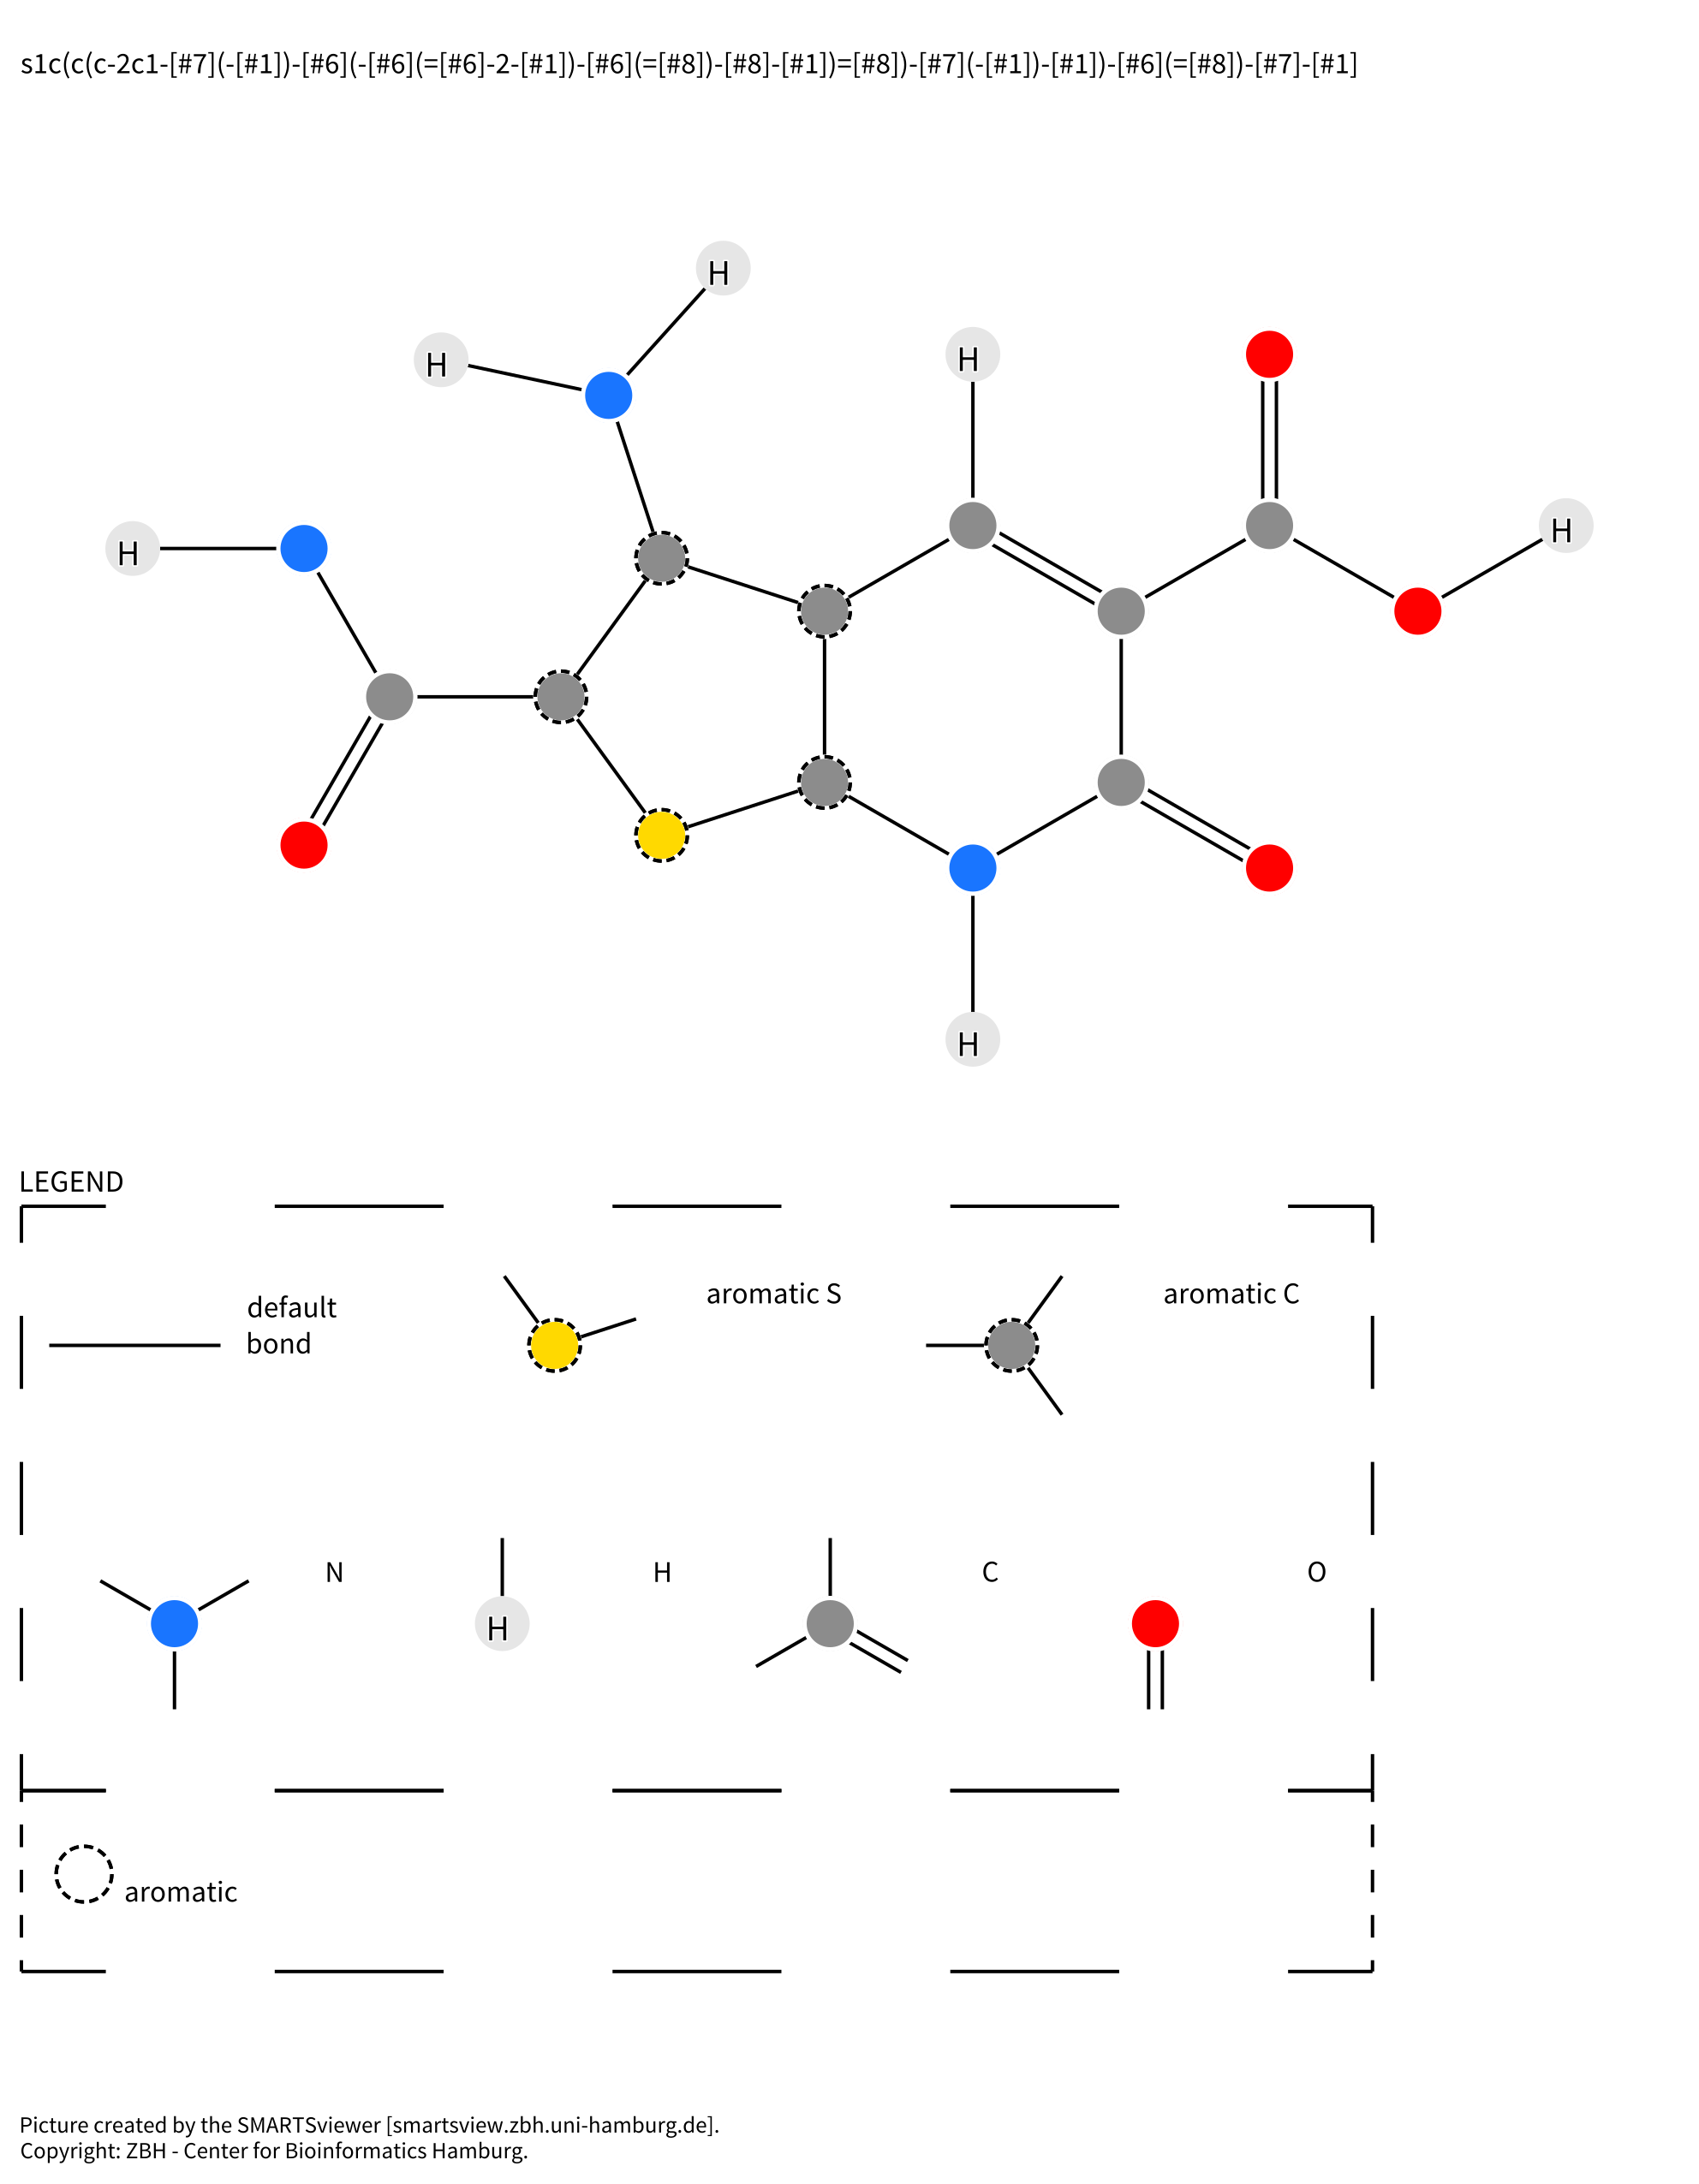 s1c(c(c-2c1-[#7](-[#1])-[#6](-[#6](=[#6]-2-[#1])-[#6](=[#8])-[#8]-[#1])=[#8])-[#7](-[#1])-[#1])-[#6](=[#8])-[#7]-[#1]
H
H
H
H
H
H
LEGEND
default
bond
aromatic S
aromatic C
N
H
H
C
O
aromatic
Picture created by the SMARTSviewer [smartsview.zbh.uni-hamburg.de].
Copyright: ZBH - Center for Bioinformatics Hamburg.